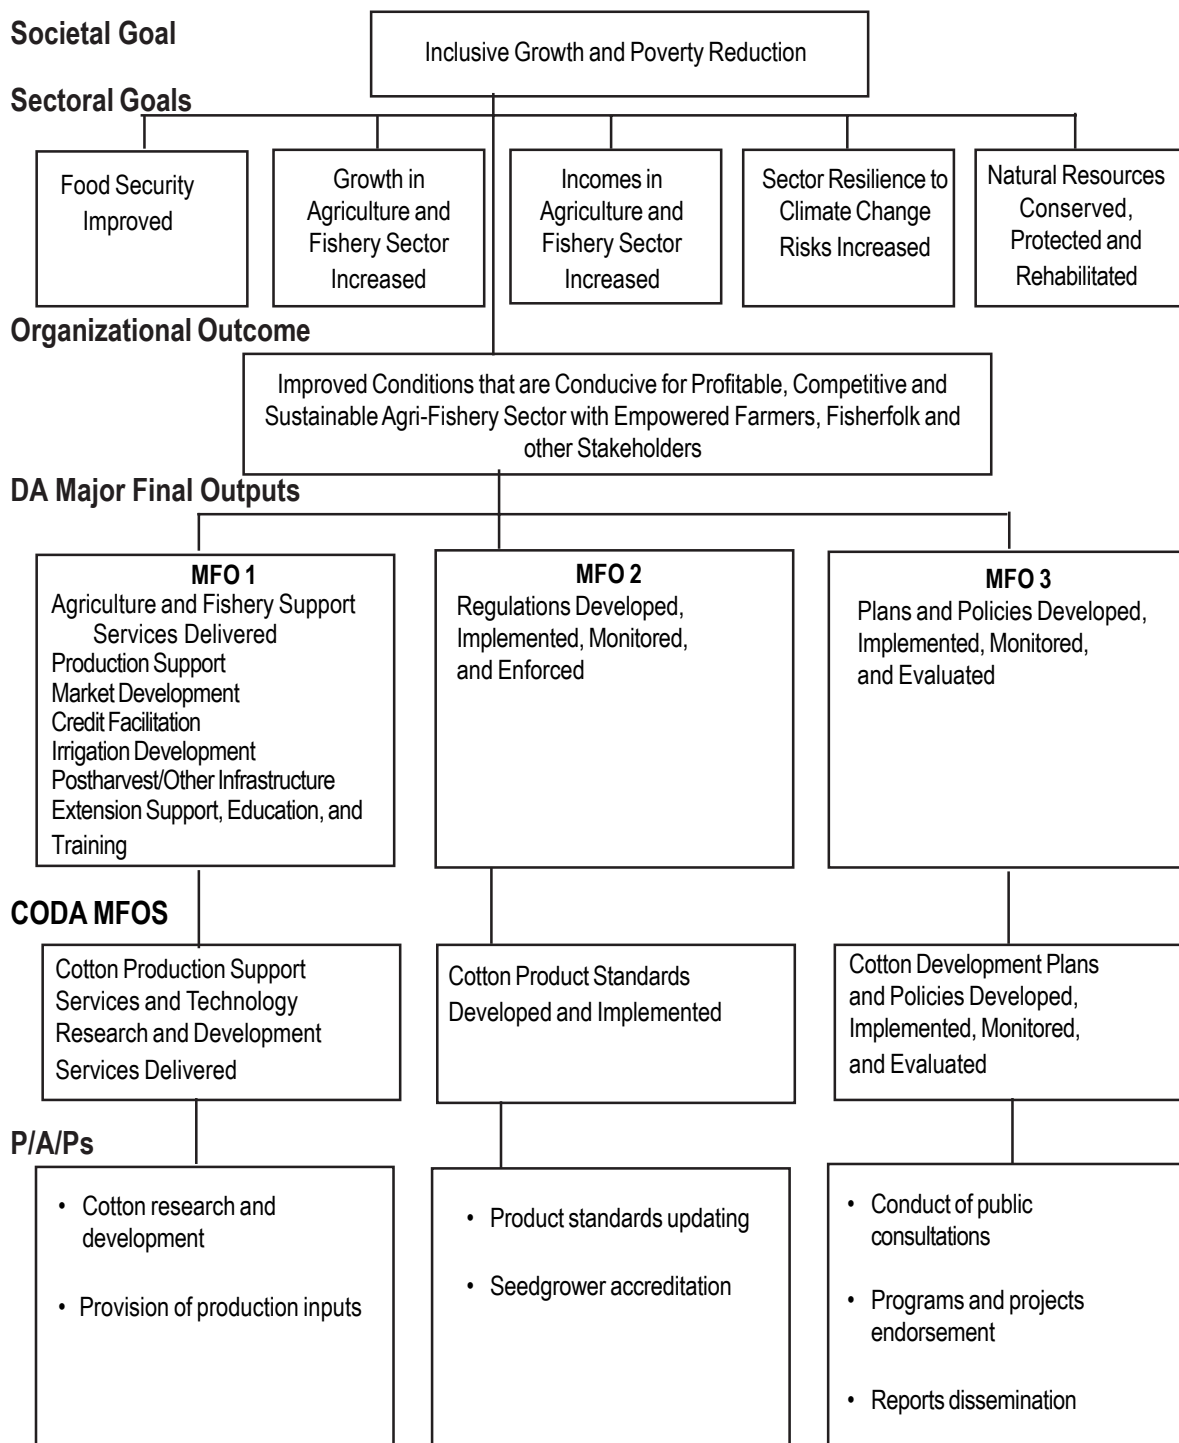 Societal Goal
Inclusive Growth and Poverty Reduction
Sectoral Goals
Food Security
Improved
Growth in
Agriculture and
Fishery Sector
Increased
Incomes in
Agriculture and
Fishery Sector
Increased
Sector Resilience to
Climate Change
Risks Increased
Natural Resources
Conserved,
Protected and
Rehabilitated
Organizational Outcome
Improved Conditions that are Conducive for Profitable, Competitive and
Sustainable Agri-Fishery Sector with Empowered Farmers, Fisherfolk and
other Stakeholders
DA Major Final Outputs
MFO 1
Agriculture and Fishery Support
Services Delivered
Production Support
Market Development
Credit Facilitation
Irrigation Development
Postharvest/Other Infrastructure
Extension Support, Education, and
Training
MFO 2
Regulations Developed,
Implemented, Monitored,
and Enforced
MFO 3
Plans and Policies Developed,
Implemented, Monitored,
and Evaluated
CODA MFOS
Cotton Production Support
Services and Technology
Research and Development
Services Delivered
Cotton Product Standards
Developed and Implemented
Cotton Development Plans
and Policies Developed,
Implemented, Monitored,
and Evaluated
P/A/Ps
• Cotton research and
development
• Provision of production inputs
• Product standards updating
• Seedgrower accreditation
• Conduct of public
consultations
• Programs and projects
endorsement
• Reports dissemination